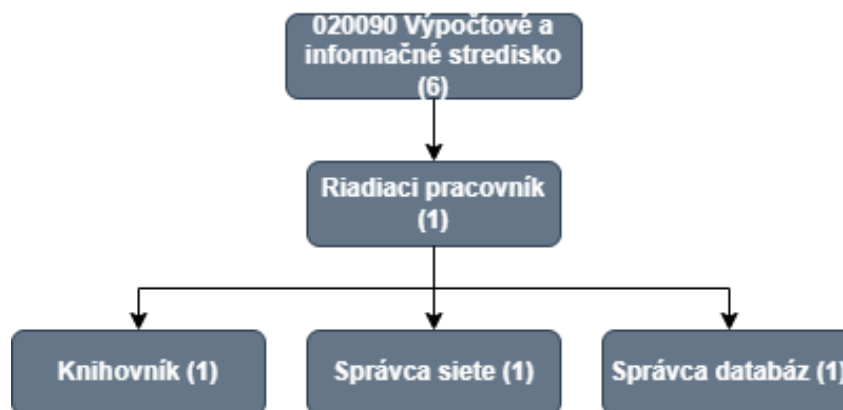 020090 Výpočtové a
informačné stredisko
(6)
Riadiaci pracovník
(1)
Knihovník (1)
Správca siete (1)
Správca databáz (1)